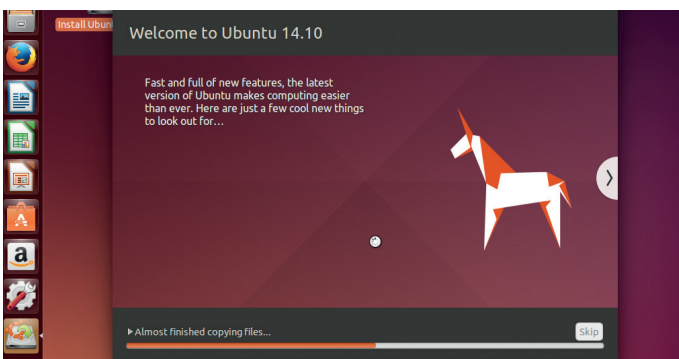 Install Ubun
Welcome to Ubuntu 14.10
Fast and full of new features, the latest
version of Ubuntu makes computing easier
than ever. Here are just a few cool new things
to look out for...
Almost finished copying files...
Skip